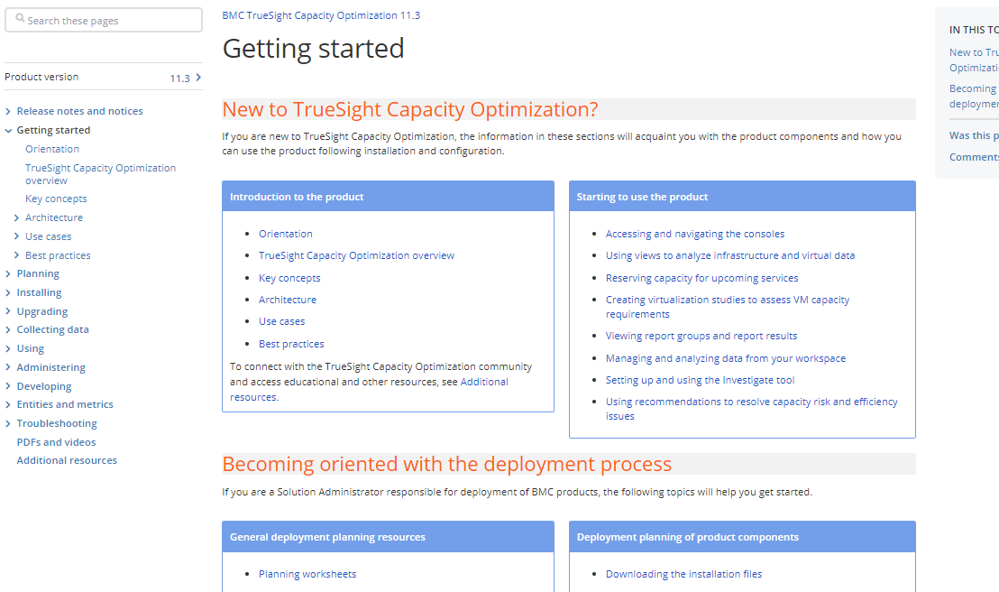 Search these pages
Product version
11.3
Release notes and notices
Getting started
Orientation
TrueSight Capacity Optimization
overview
Key concepts
Architecture
Use cases
Best practices
Planning
Installing
Upgrading
Collecting data
Using
Administering
Developing
Entities and metrics
Troubleshooting
PDFs and videos
Additional resources
BMC TrueSight Capacity Optimization 11.3
Getting started
New to TrueSight Capacity Optimization?
If you are new to TrueSight Capacity Optimization, the information in these sections will acquaint you with the product components and how you
can use the product following installation and configuration.
Introduction to the product
Orientation
TrueSight Capacity Optimization overview
Key concepts
Architecture
Use cases
Best practices
To connect with the TrueSight Capacity Optimization community
and access educational and other resources, see Additional
resources.
Starting to use the product
Accessing and navigating the consoles
Using views to analyze infrastructure and virtual data
Reserving capacity for upcoming services
Creating virtualization studies to assess VM capacity
requirements
Viewing report groups and report results
Managing and analyzing data from your workspace
Setting up and using the Investigate tool
Using recommendations to resolve capacity risk and efficiency
issues
Becoming oriented with the deployment process
If you are a Solution Administrator responsible for deployment of BMC products, the following topics will help you get started.
General deployment planning resources
Planning worksheets
Deployment planning of product components
Downloading the installation files
IN THIS TO
New to Tru
Optimizati
Becoming
deploymen
Was this p
Comments